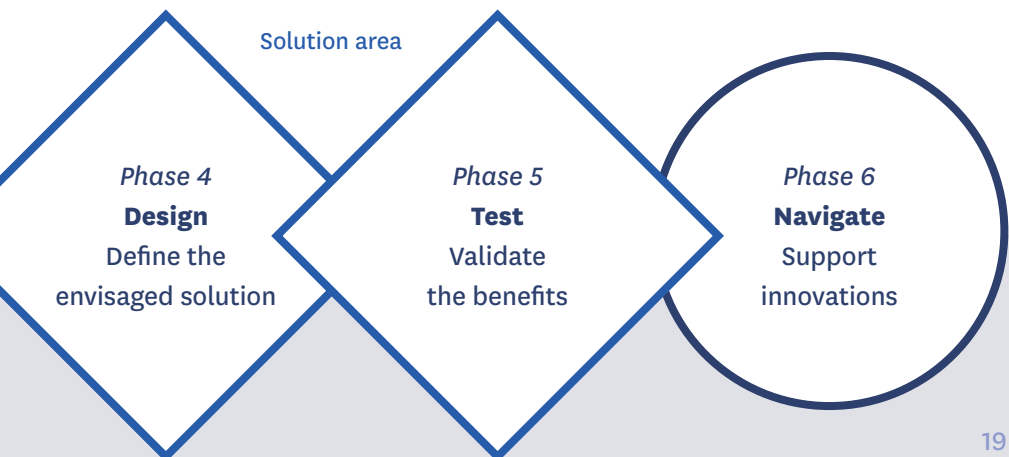 Solution area
Phase 4
Design
Define the
envisaged solution
Phase 5
Test
Validate
the benefits
Phase 6
Navigate
Support
innovations
19